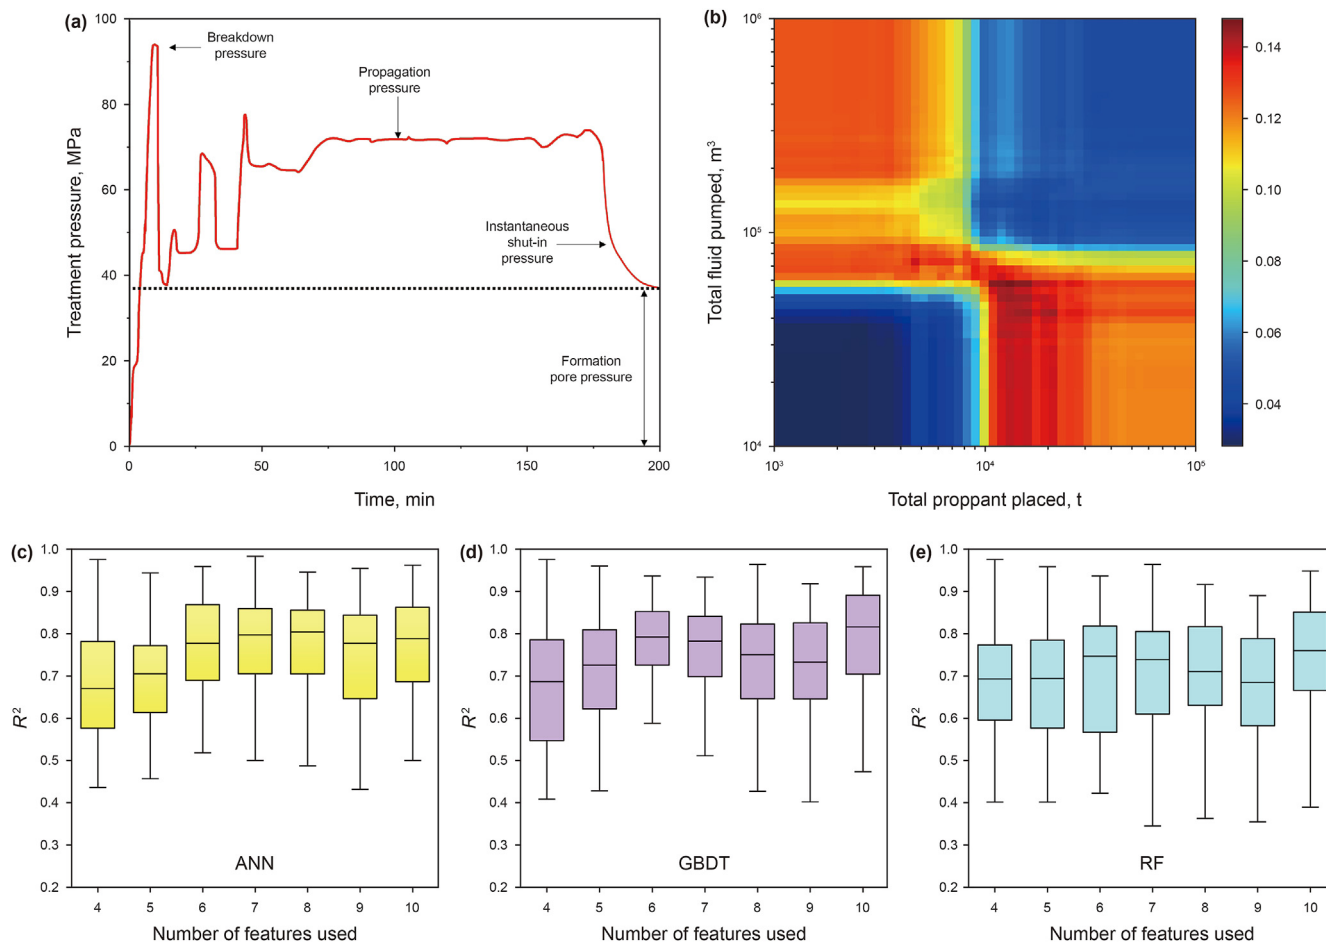 (a)
100
80
60
40
20
0
Treatment pressure, MPa
Breakdown
pressure
Propagation
pressure
Instantaneous
shut-in
pressure
Formation
pore pressure
0
50
100
150
200
Time, min
(b)
10⁶
10⁵
10⁴
Total fluid pumped, m³
10³
10⁴
10⁵
Total proppant placed, t
0.14
0.12
0.10
0.08
0.06
0.04
(c)
1.0
0.9
0.8
0.7
0.6
0.5
0.4
0.3
0.2
R²
ANN
4 5 6 7 8 9 10
Number of features used
(d)
1.0
0.9
0.8
0.7
0.6
0.5
0.4
0.3
0.2
R²
GBDT
4 5 6 7 8 9 10
Number of features used
(e)
1.0
0.9
0.8
0.7
0.6
0.5
0.4
0.3
0.2
R²
RF
4 5 6 7 8 9 10
Number of features used